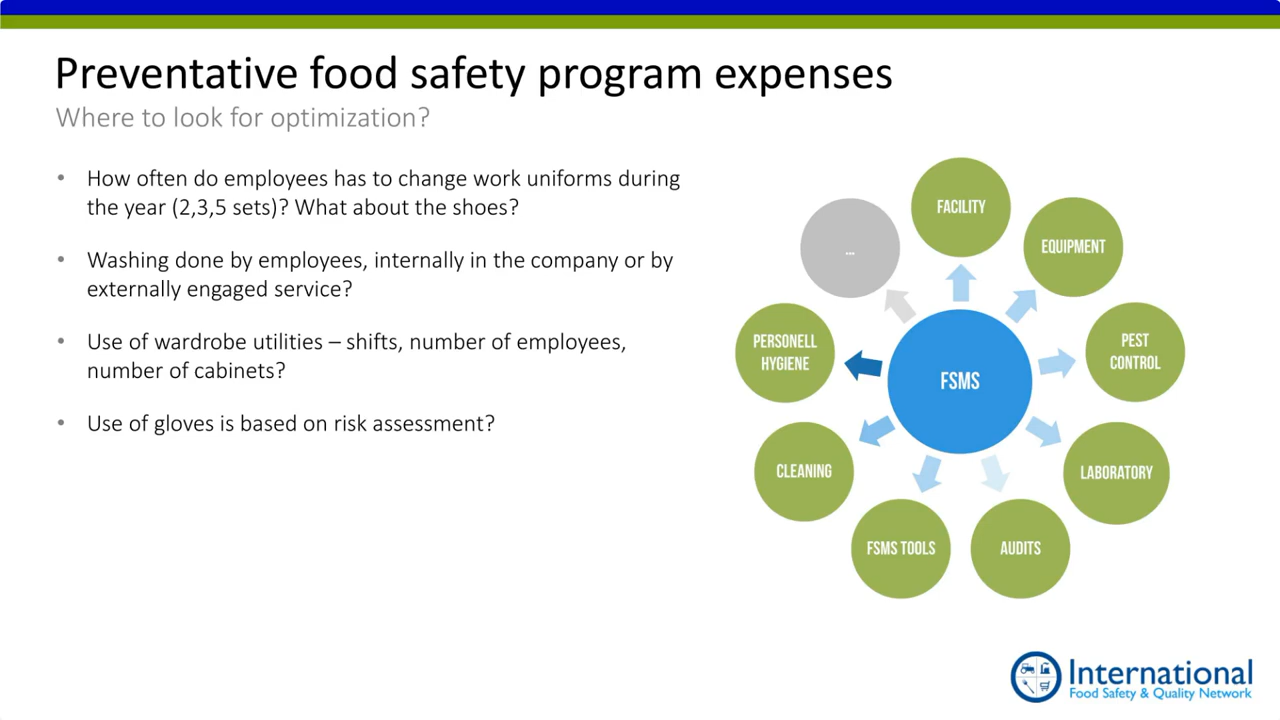 Preventative food safety program expenses
Where to look for optimization?
• How often do employees has to change work uniforms during
the year (2,3,5 sets)? What about the shoes?
• Washing done by employees, internally in the company or by
externally engaged service?
• Use of wardrobe utilities – shifts, number of employees,
number of cabinets?
• Use of gloves is based on risk assessment?
FACILITY
...
EQUIPMENT
PERSONELL
HYGIENE
PEST
CONTROL
FSMS
CLEANING
LABORATORY
FSMS TOOLS
AUDITS
International
Food Safety & Quality Network